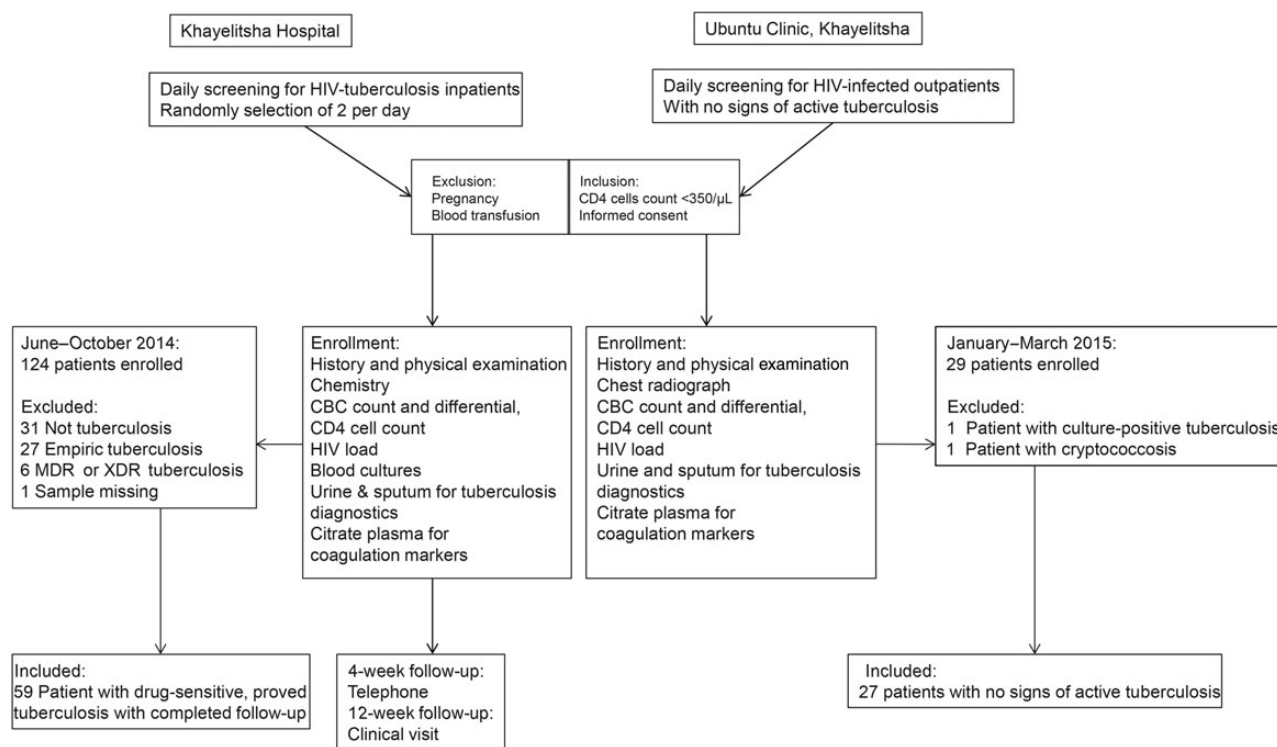 Khayelitsha Hospital
Ubuntu Clinic, Khayelitsha
Daily screening for HIV-tuberculosis inpatients
Randomly selection of 2 per day
Daily screening for HIV-infected outpatients
With no signs of active tuberculosis
Exclusion:
Pregnancy
Blood transfusion
Inclusion:
CD4 cells count <350/µL
Informed consent
June–October 2014:
124 patients enrolled
Excluded:
31 Not tuberculosis
27 Empiric tuberculosis
6 MDR or XDR tuberculosis
1 Sample missing
Enrollment:
History and physical examination
Chemistry
CBC count and differential,
CD4 cell count
HIV load
Blood cultures
Urine & sputum for tuberculosis
diagnostics
Citrate plasma for
coagulation markers
Enrollment:
History and physical examination
Chest radiograph
CBC count and differential,
CD4 cell count
HIV load
Urine and sputum for tuberculosis
diagnostics
Citrate plasma for
coagulation markers
January–March 2015:
29 patients enrolled
Excluded:
1 Patient with culture-positive tuberculosis
1 Patient with cryptococcosis
Included:
59 Patient with drug-sensitive, proved
tuberculosis with completed follow-up
4-week follow-up:
Telephone
12-week follow-up:
Clinical visit
Included:
27 patients with no signs of active tuberculosis